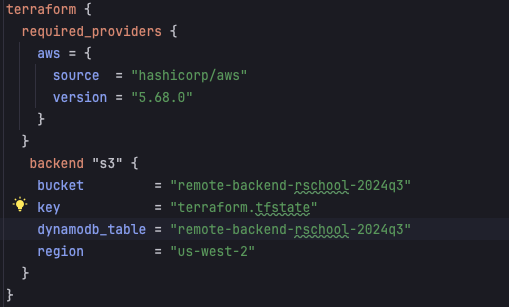 terraform {
  required_providers {
    aws = {
      source  = "hashicorp/aws"
      version = "5.68.0"
    }
  }
   backend "s3" {
    bucket         = "remote-backend-rschool-2024q3"
    key            = "terraform.tfstate"
    dynamodb_table = "remote-backend-rschool-2024q3"
    region         = "us-west-2"
  }
}